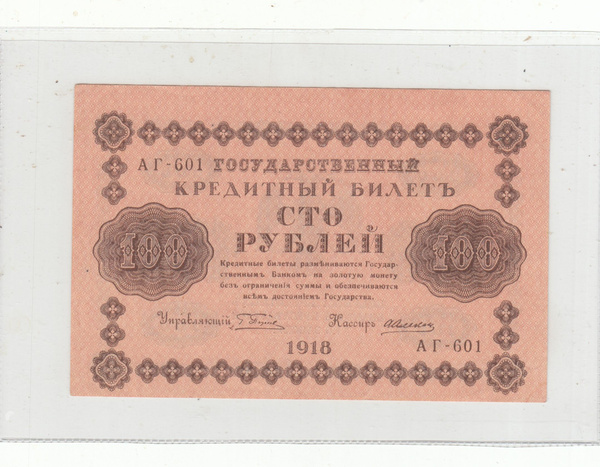 АГ-601 ГОСУДАРСТВЕННЫЙ
КРЕДИТНЫЙ БИЛЕТЪ
СТО
РУБЛЕЙ
100
100
Кредитные билеты размѣниваются Государ-
ственнымъ Банкомъ на золотую монету
безъ ограниченія суммы и обезпечиваются
всѣмъ достояніемъ Государства.
Управляющій
Кассиръ
1918
АГ-601